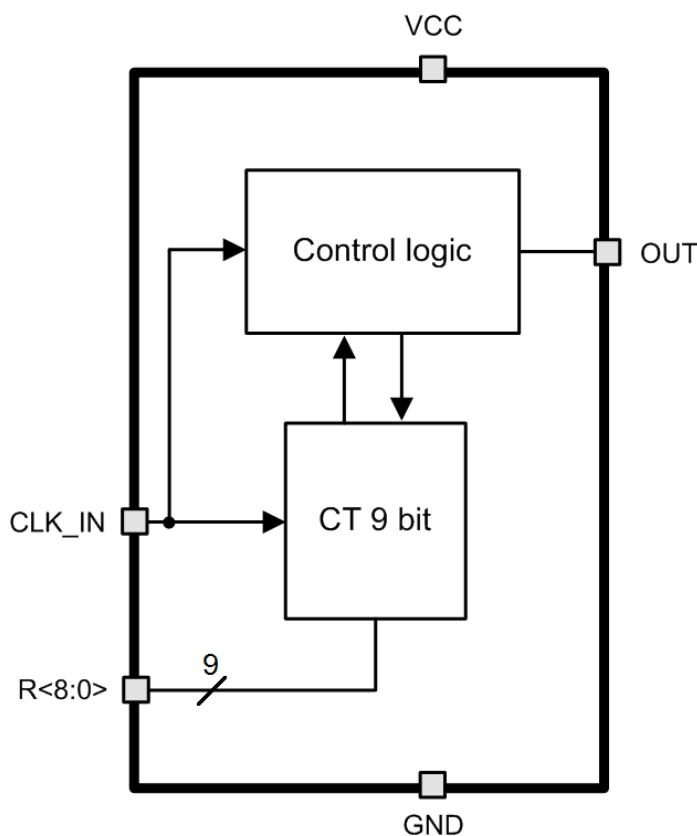 VCC
Control logic
OUT
CLK_IN
CT 9 bit
9
R<8:0>
GND